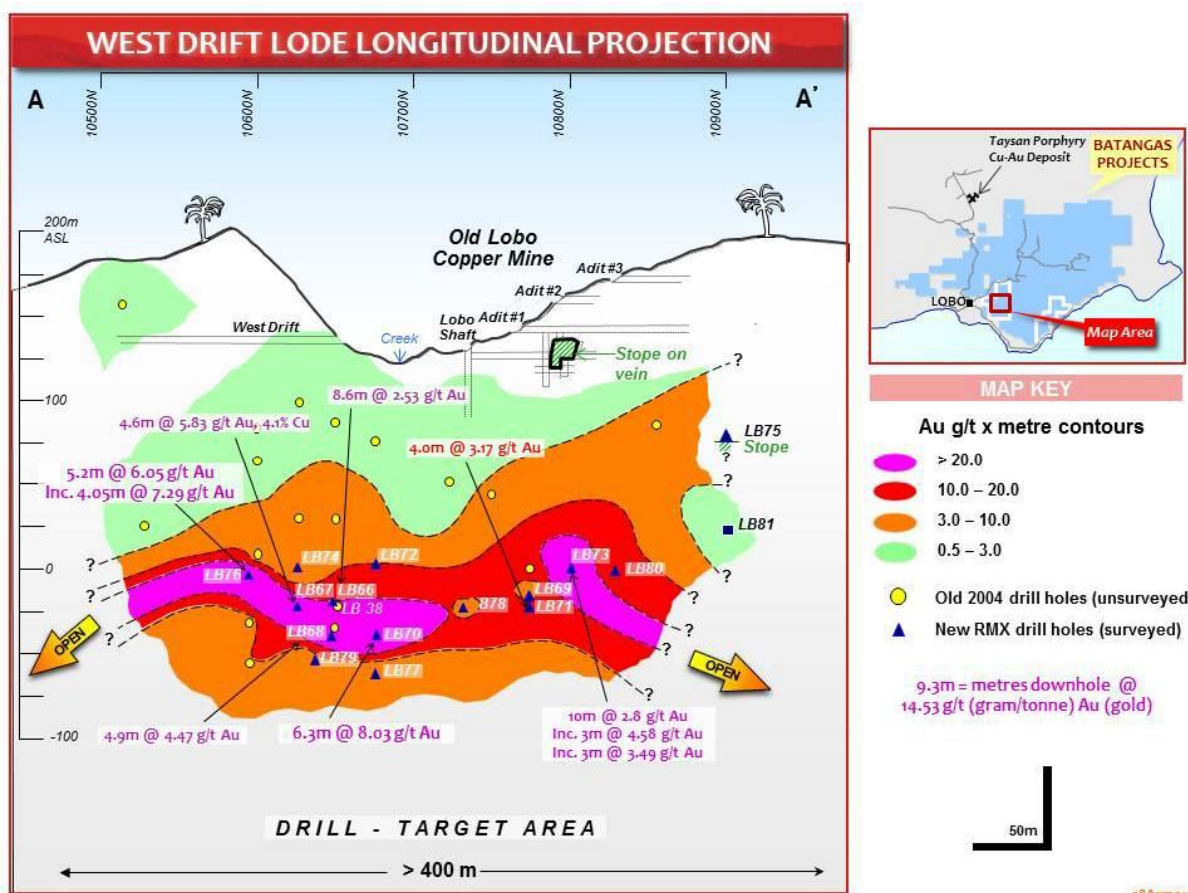 WEST DRIFT LODE LONGITUDINAL PROJECTION
A
10500N
10600N
10700N
10800N
10900N
A'
200m
ASL
Old Lobo
Copper Mine
Adit #3
Adit #2
Adit #1
Lobo
Shaft
West Drift
Creek
Stope on
vein
8.6m @ 2.53 g/t Au
100
4.6m @ 5.83 g/t Au, 4.1% Cu
4.0m @ 3.17 g/t Au
LB75
Stope
5.2m @ 6.05 g/t Au
Inc. 4.05m @ 7.29 g/t Au
?
?
?
LB81
0
?
?
?
?
?
?
?
?
?
LB74
LB72
LB73
LB80
LB76
LB67
LB66
LB69
LB 38
B78
LB71
LB68
LB70
LB79
LB77
OPEN
OPEN
-100
4.9m @ 4.47 g/t Au
6.3m @ 8.03 g/t Au
10m @ 2.8 g/t Au
Inc. 3m @ 4.58 g/t Au
Inc. 3m @ 3.49 g/t Au
DRILL - TARGET AREA
> 400 m
Taysan Porphyry
Cu-Au Deposit
BATANGAS
PROJECTS
LOBO
Map Area
MAP KEY
Au g/t x metre contours
> 20.0
10.0 – 20.0
3.0 – 10.0
0.5 – 3.0
Old 2004 drill holes (unsurveyed
New RMX drill holes (surveyed)
9.3m = metres downhole @
14.53 g/t (gram/tonne) Au (gold)
50m